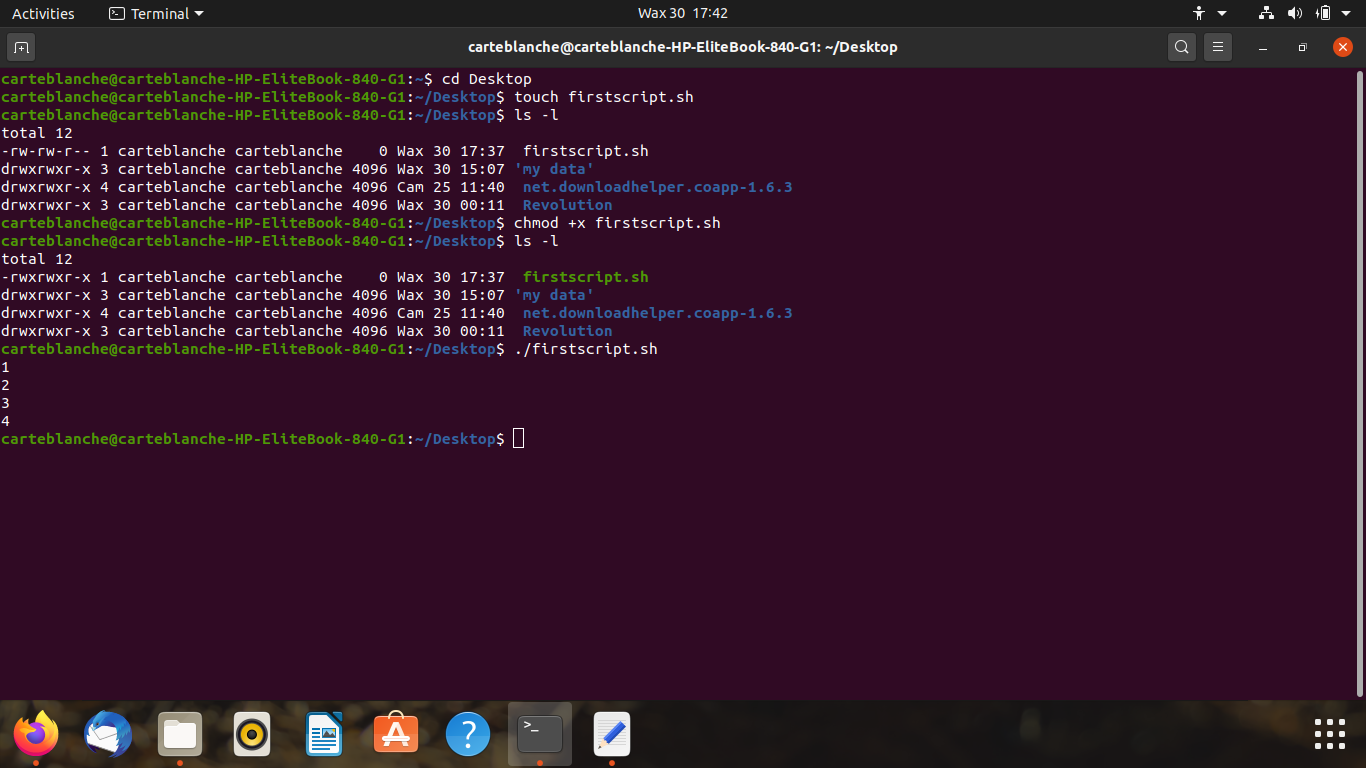 Activities Terminal Wax 30 17:42
carteblanche@carteblanche-HP-EliteBook-840-G1: ~/Desktop
carteblanche@carteblanche-HP-EliteBook-840-G1:~$ cd Desktop
carteblanche@carteblanche-HP-EliteBook-840-G1:~/Desktop$ touch firstscript.sh
carteblanche@carteblanche-HP-EliteBook-840-G1:~/Desktop$ ls -l
total 12
-rw-rw-r-- 1 carteblanche carteblanche    0 Wax 30 17:37  firstscript.sh
drwxrwxr-x 3 carteblanche carteblanche 4096 Wax 30 15:07 'my data'
drwxrwxr-x 4 carteblanche carteblanche 4096 Cam 25 11:40  net.downloadhelper.coapp-1.6.3
drwxrwxr-x 3 carteblanche carteblanche 4096 Wax 30 00:11  Revolution
carteblanche@carteblanche-HP-EliteBook-840-G1:~/Desktop$ chmod +x firstscript.sh
carteblanche@carteblanche-HP-EliteBook-840-G1:~/Desktop$ ls -l
total 12
-rwxrwxr-x 1 carteblanche carteblanche    0 Wax 30 17:37  firstscript.sh
drwxrwxr-x 3 carteblanche carteblanche 4096 Wax 30 15:07 'my data'
drwxrwxr-x 4 carteblanche carteblanche 4096 Cam 25 11:40  net.downloadhelper.coapp-1.6.3
drwxrwxr-x 3 carteblanche carteblanche 4096 Wax 30 00:11  Revolution
carteblanche@carteblanche-HP-EliteBook-840-G1:~/Desktop$ ./firstscript.sh
1
2
3
4
carteblanche@carteblanche-HP-EliteBook-840-G1:~/Desktop$